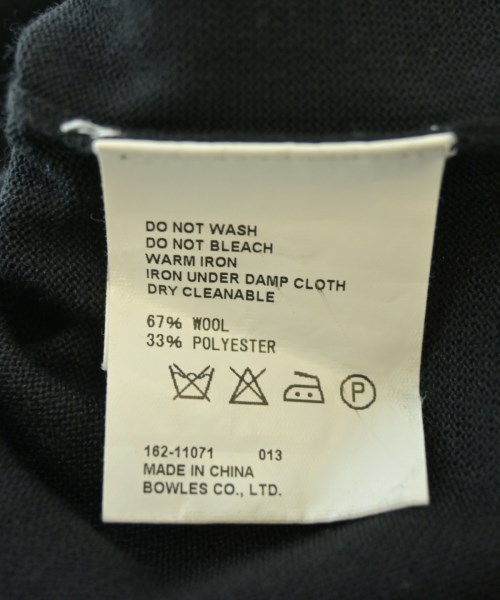 DO NOT WASH
DO NOT BLEACH
WARM IRON
IRON UNDER DAMP CLOTH
DRY CLEANABLE
67% WOOL
33% POLYESTER
P
162-11071 013
MADE IN CHINA
BOWLES CO., LTD.